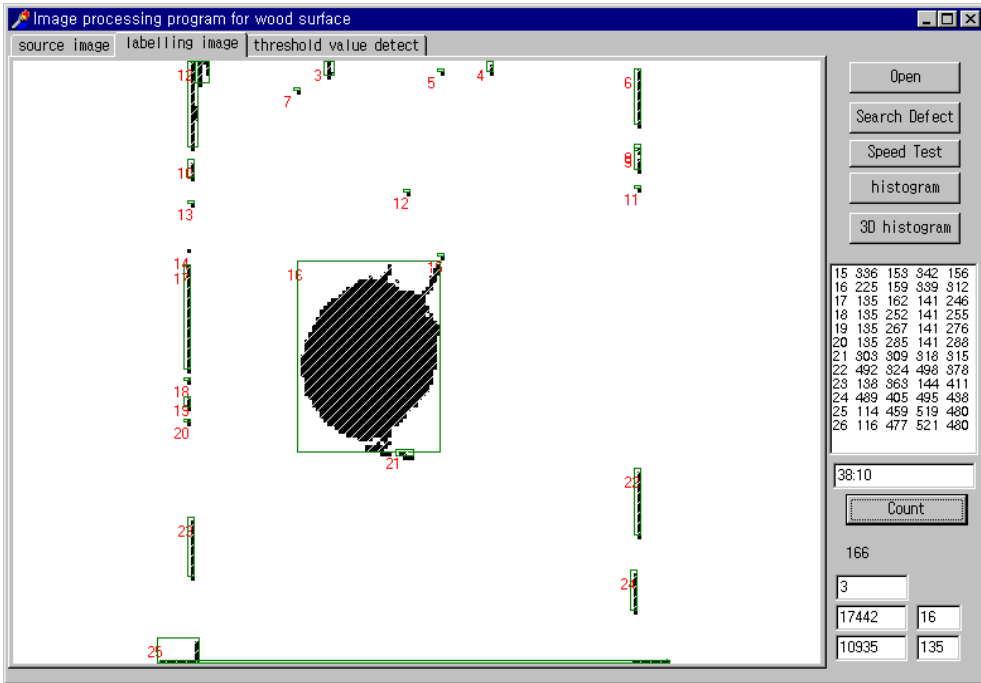 Image processing program for wood surface
source image labelling image threshold value detect
3
4
5
6
7
10
11
12
13
14
16
18
19
20
21
22
23
24
25
Open
Search Defect
Speed Test
histogram
3D histogram
15 336 153 342 156
16 225 159 339 312
17 135 162 141 246
18 135 252 141 255
19 135 267 141 276
20 135 285 141 288
21 303 309 318 315
22 492 324 498 378
23 138 363 144 411
24 489 405 495 438
25 114 459 519 480
26 116 477 521 480
38:10
Count
166
3
17442 16
10935 135